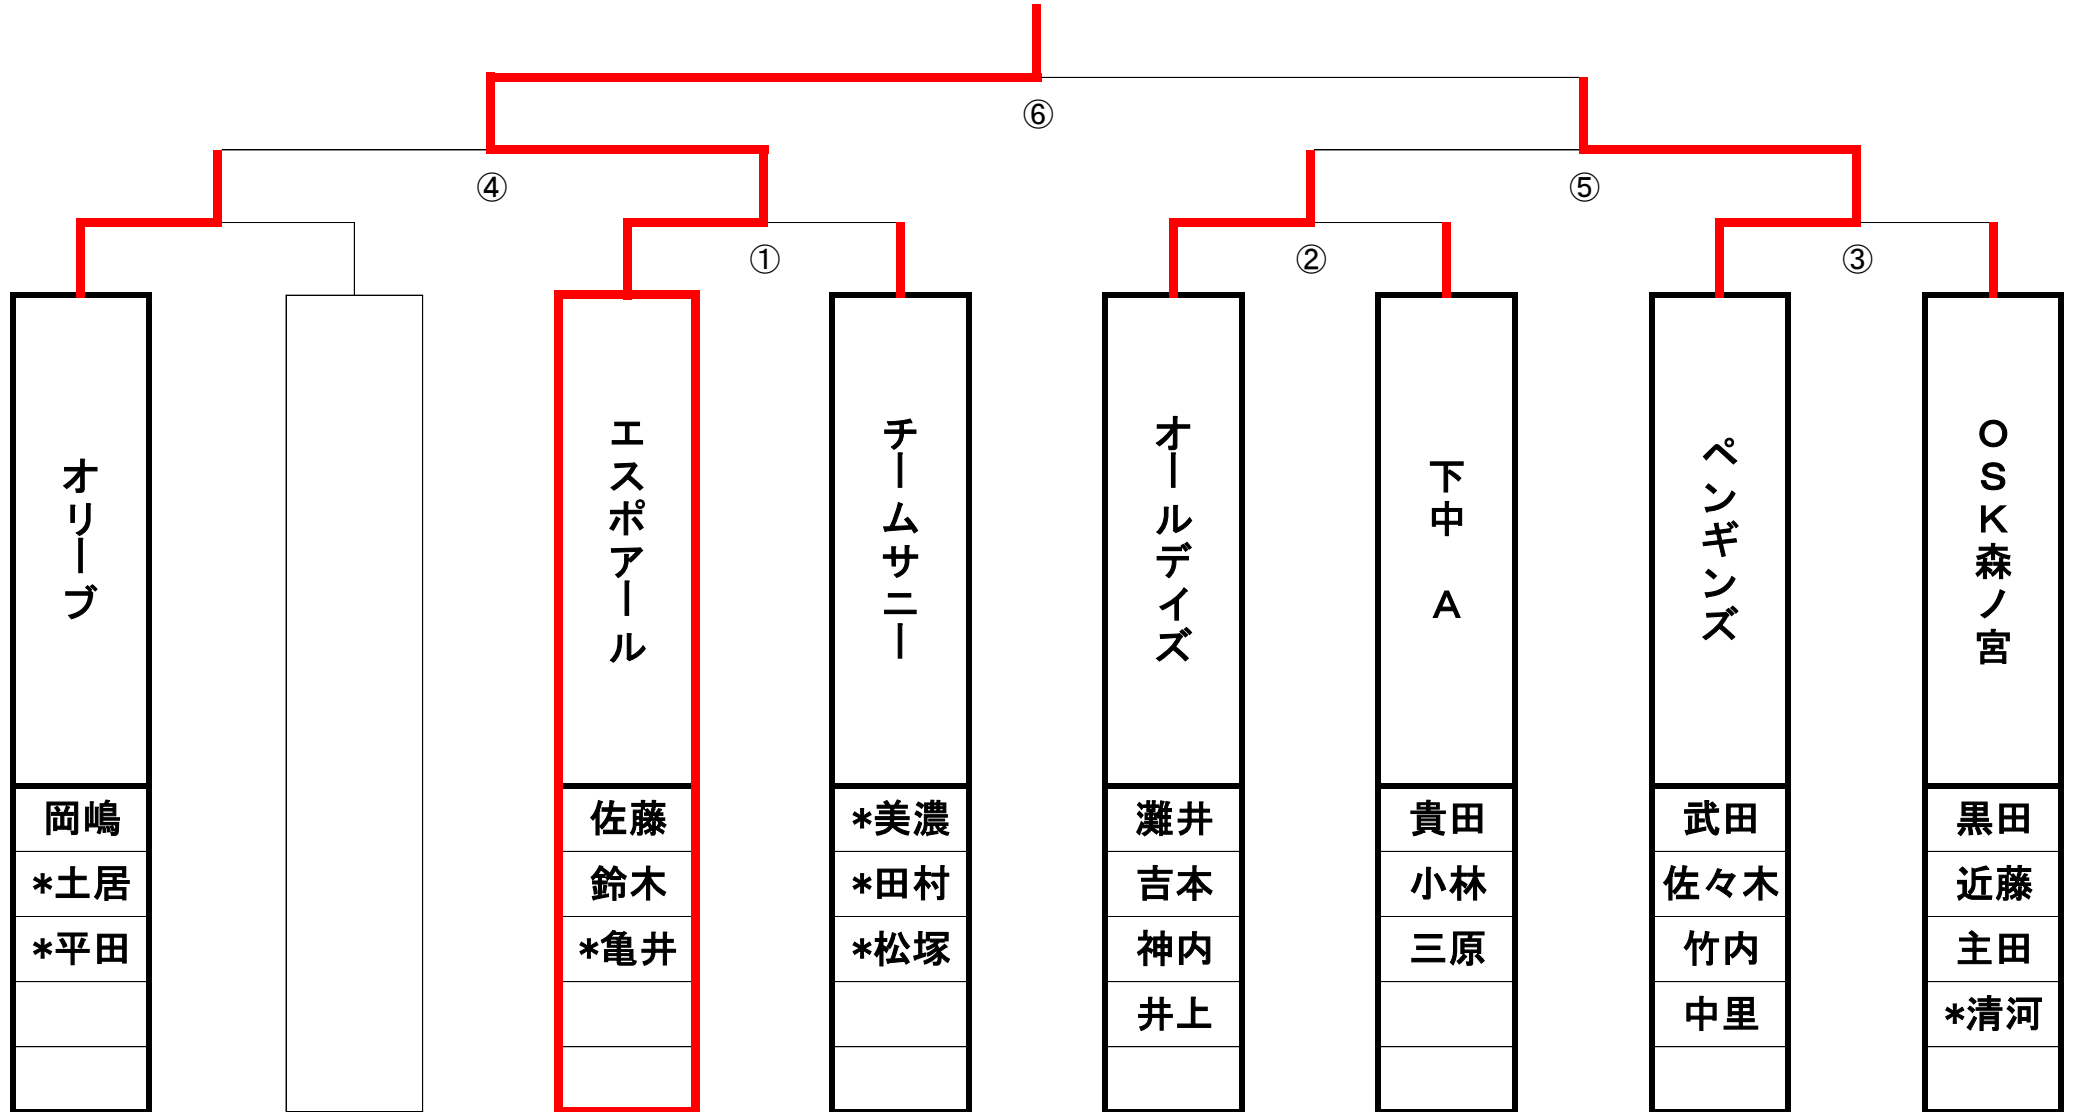 ⑥
④
⑤
①
②
③
オリーブ
エスポアール
チームサニー
オールデイズ
下中 A
ペンギンズ
OSK森ノ宮
岡嶋
佐藤
*美濃
灘井
貴田
武田
黒田
*土居
鈴木
*田村
吉本
小林
佐々木
近藤
*平田
*亀井
*松塚
神内
三原
竹内
主田
井上
中里
*清河